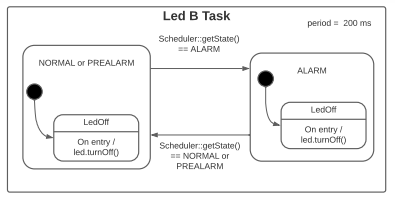 Led B Task
period = 200 ms
Scheduler::getState()
== ALARM
NORMAL or PREALARM
LedOff
On entry /
led.turnOff()
ALARM
LedOff
On entry /
led.turnOff()
Scheduler::getState()
== NORMAL or
PREALARM